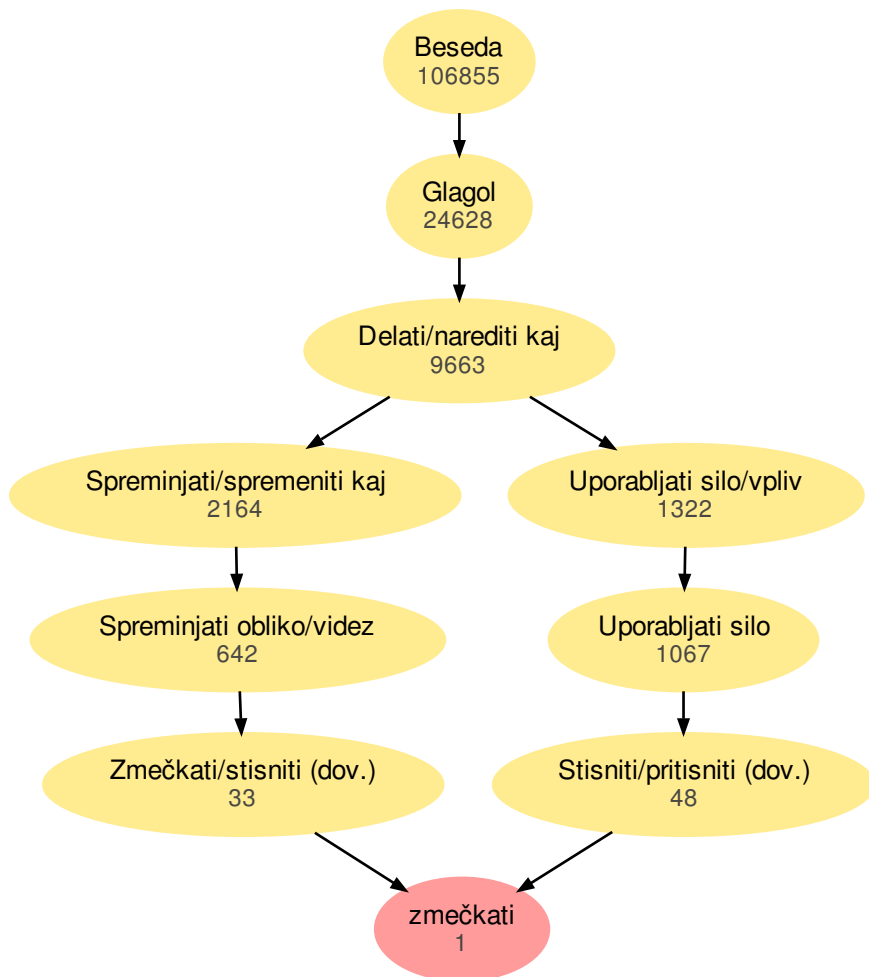 Beseda
106855
Glagol
24628
Delati/narediti kaj
9663
Spreminjati/spremeniti kaj
2164
Uporabljati silo/vpliv
1322
Spreminjati obliko/videz
642
Uporabljati silo
1067
Zmečkati/stisniti (dov.)
33
Stisniti/pritisniti (dov.)
48
zmečkati
1